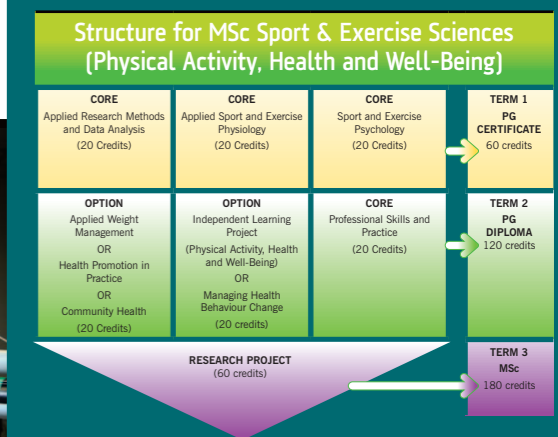 Structure for MSc Sport & Exercise Sciences
(Physical Activity, Health and Well-Being)
CORE
Applied Research Methods
and Data Analysis
(20 Credits)
CORE
Applied Sport and Exercise
Physiology
(20 Credits)
CORE
Sport and Exercise
Psychology
(20 Credits)
TERM 1
PG
CERTIFICATE
60 credits
OPTION
Applied Weight
Management
OR
Health Promotion in
Practice
OR
Community Health
(20 Credits)
OPTION
Independent Learning
Project
(Physical Activity, Health
and Well-Being)
OR
Managing Health
Behaviour Change
(20 credits)
CORE
Professional Skills and
Practice
(20 Credits)
TERM 2
PG
DIPLOMA
120 credits
RESEARCH PROJECT
(60 credits)
TERM 3
MSc
180 credits